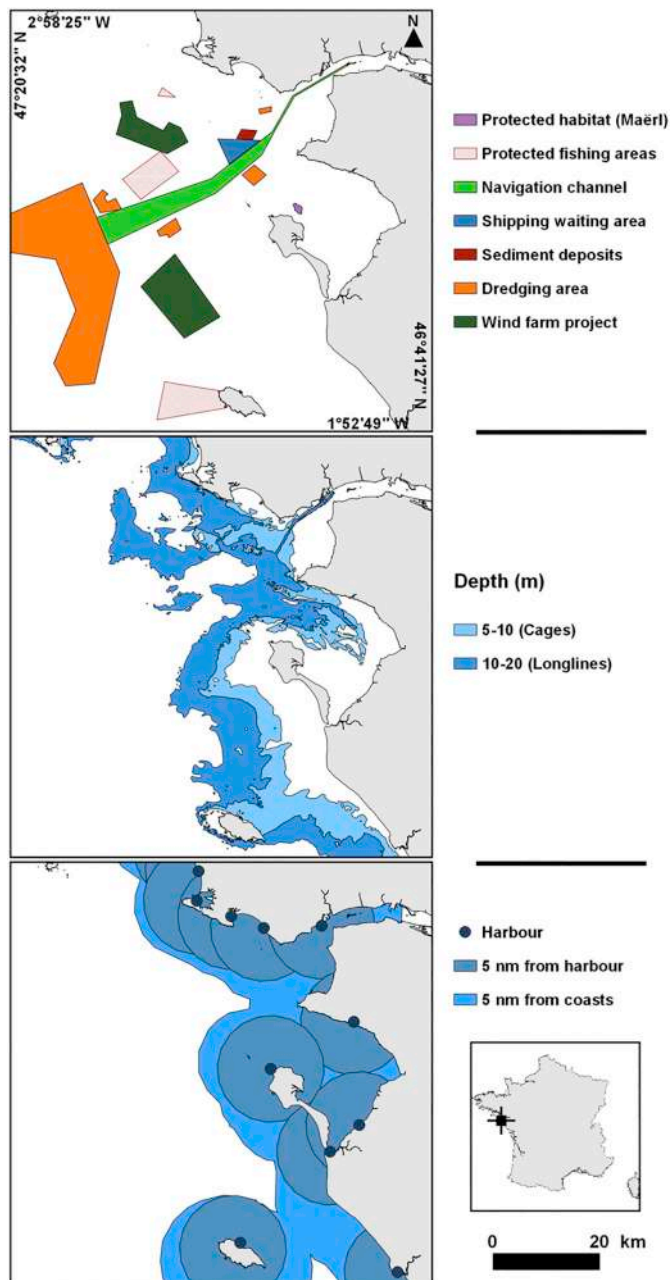 2°58'25'' W
N
47°20'32'' N
46°41'27'' N
1°52'49'' W
Protected habitat (Maërl)
Protected fishing areas
Navigation channel
Shipping waiting area
Sediment deposits
Dredging area
Wind farm project
Depth (m)
5-10 (Cages)
10-20 (Longlines)
Harbour
5 nm from harbour
5 nm from coasts
0 20 km